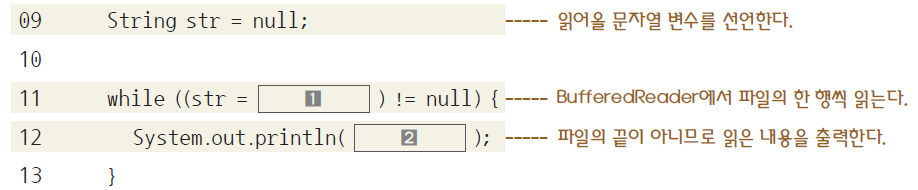 09 String str = null; ----- 읽어올 문자열 변수를 선언한다.
10
11 while ((str = 1 ) != null) { ----- BufferedReader에서 파일의 한 행씩 읽는다.
12 System.out.println( 2 ); ----- 파일의 끝이 아니므로 읽은 내용을 출력한다.
13 }